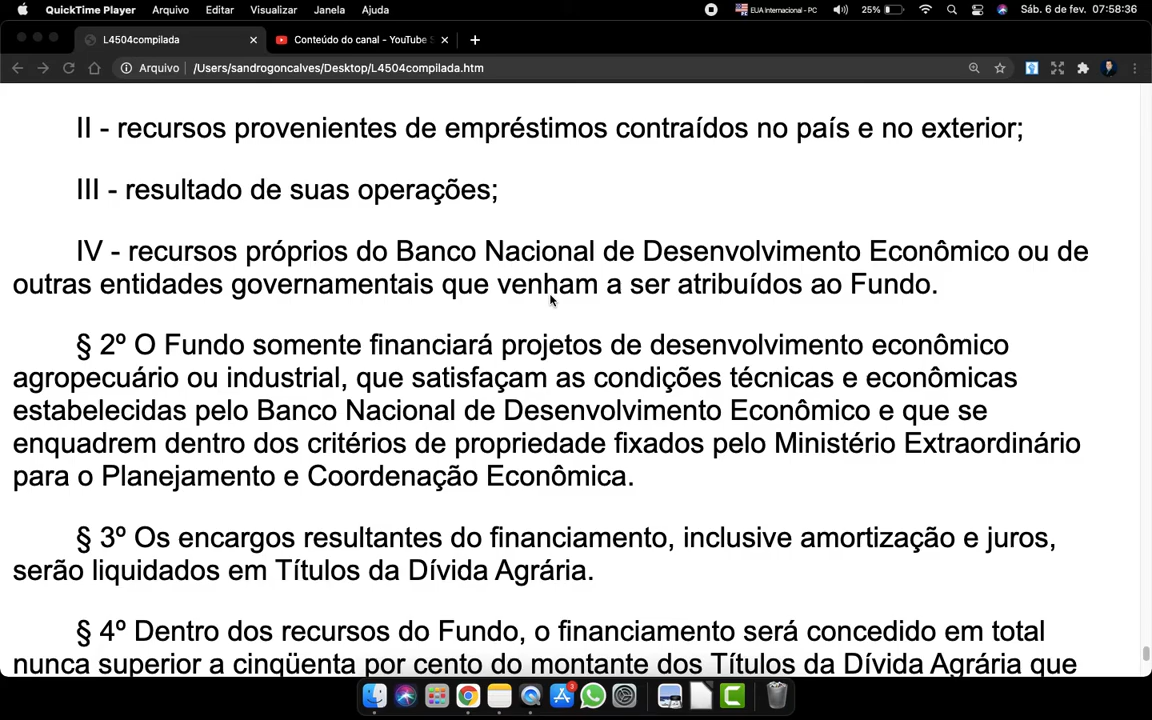 QuickTime Player Arquivo Editar Visualizar Janela Ajuda EUA Internacional - PC 25% Sáb. 6 de fev. 07:58:36
L4504compilada × Conteúdo do canal - YouTube × +
Arquivo /Users/sandrogoncalves/Desktop/L4504compilada.htm
II - recursos provenientes de empréstimos contraídos no país e no exterior;
III - resultado de suas operações;
IV - recursos próprios do Banco Nacional de Desenvolvimento Econômico ou de
outras entidades governamentais que venham a ser atribuídos ao Fundo.
§ 2º O Fundo somente financiará projetos de desenvolvimento econômico
agropecuário ou industrial, que satisfaçam as condições técnicas e econômicas
estabelecidas pelo Banco Nacional de Desenvolvimento Econômico e que se
enquadrem dentro dos critérios de propriedade fixados pelo Ministério Extraordinário
para o Planejamento e Coordenação Econômica.
§ 3º Os encargos resultantes do financiamento, inclusive amortização e juros,
serão liquidados em Títulos da Dívida Agrária.
§ 4º Dentro dos recursos do Fundo, o financiamento será concedido em total
nunca superior a cinqüenta por cento do montante dos Títulos da Dívida Agrária que
3